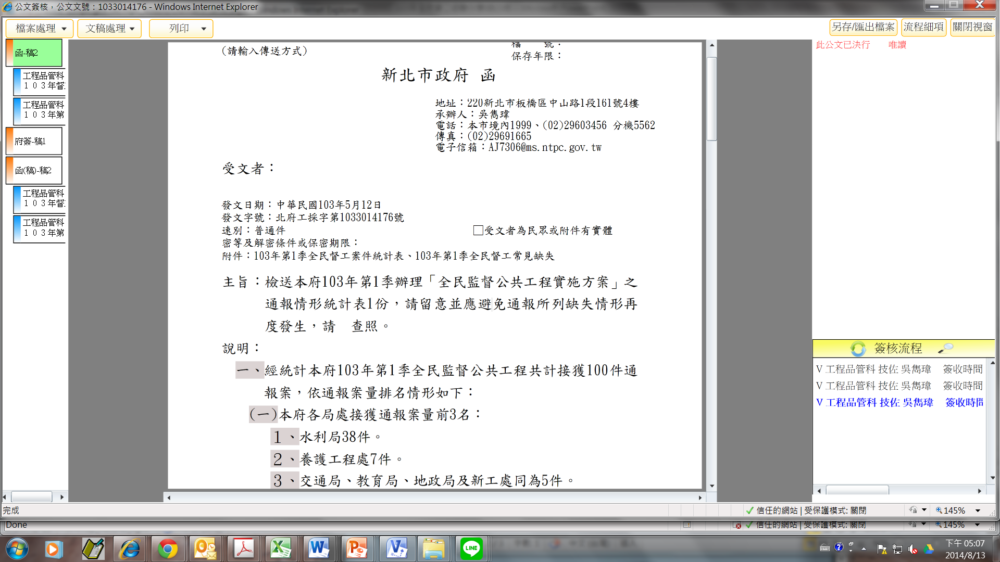 公文簽核，公文文號：1033014176 - Windows Internet Explorer
檔案處理
文稿處理
列印
另存/匯出檔案
流程細項
關閉視窗
函-稿2
工程品管科
１０３年督
工程品管科
１０３年第
府簽-稿1
函(稿)-稿2
工程品管科
１０３年督
工程品管科
１０３年第
(請輸入傳送方式)
檔　　號：
保存年限：
新北市政府 函
地址：220新北市板橋區中山路1段161號4樓
承辦人：吳雋瑋
電話：本市境內1999、(02)29603456 分機5562
傳真：(02)29691665
電子信箱：AJ7306@ms.ntpc.gov.tw
受文者：
發文日期：中華民國103年5月12日
發文字號：北府工採字第1033014176號
速別：普通件
□受文者為民眾或附件有實體
密等及解密條件或保密期限：
附件：103年第1季全民督工案件統計表、103年第1季全民督工常見缺失
主旨：檢送本府103年第1季辦理「全民監督公共工程實施方案」之
通報情形統計表1份，請留意並應避免通報所列缺失情形再
度發生，請　查照。
說明：
一、經統計本府103年第1季全民監督公共工程共計接獲100件通
報案，依通報案量排名情形如下：
(一)本府各局處接獲通報案量前3名：
１、水利局38件。
２、養護工程處7件。
３、交通局、教育局、地政局及新工處同為5件。
此公文已決行　唯讀
簽核流程
V 工程品管科 技佐 吳雋瑋　簽收時間
V 工程品管科 技佐 吳雋瑋　簽收時間
V 工程品管科 技佐 吳雋瑋　簽收時間
完成
信任的網站 | 受保護模式: 關閉
145%
Done
信任的網站 | 受保護模式: 關閉
145%
LINE
下午 05:07
2014/8/13